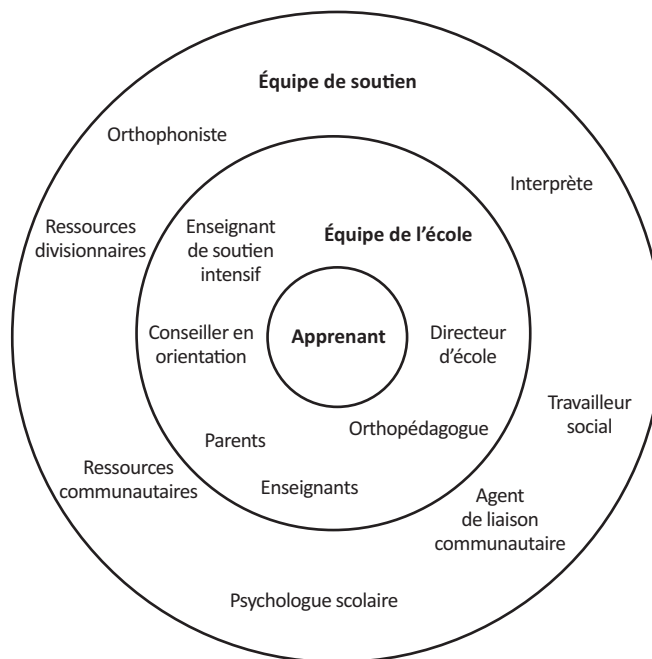 Équipe de soutien
Orthophoniste
Interprète
Ressources
divisionnaires
Enseignant
de soutien
intensif
Équipe de l’école
Conseiller en
orientation
Apprenant
Directeur
d’école
Travailleur
social
Parents
Orthopédagogue
Ressources
communautaires
Enseignants
Agent
de liaison
communautaire
Psychologue scolaire